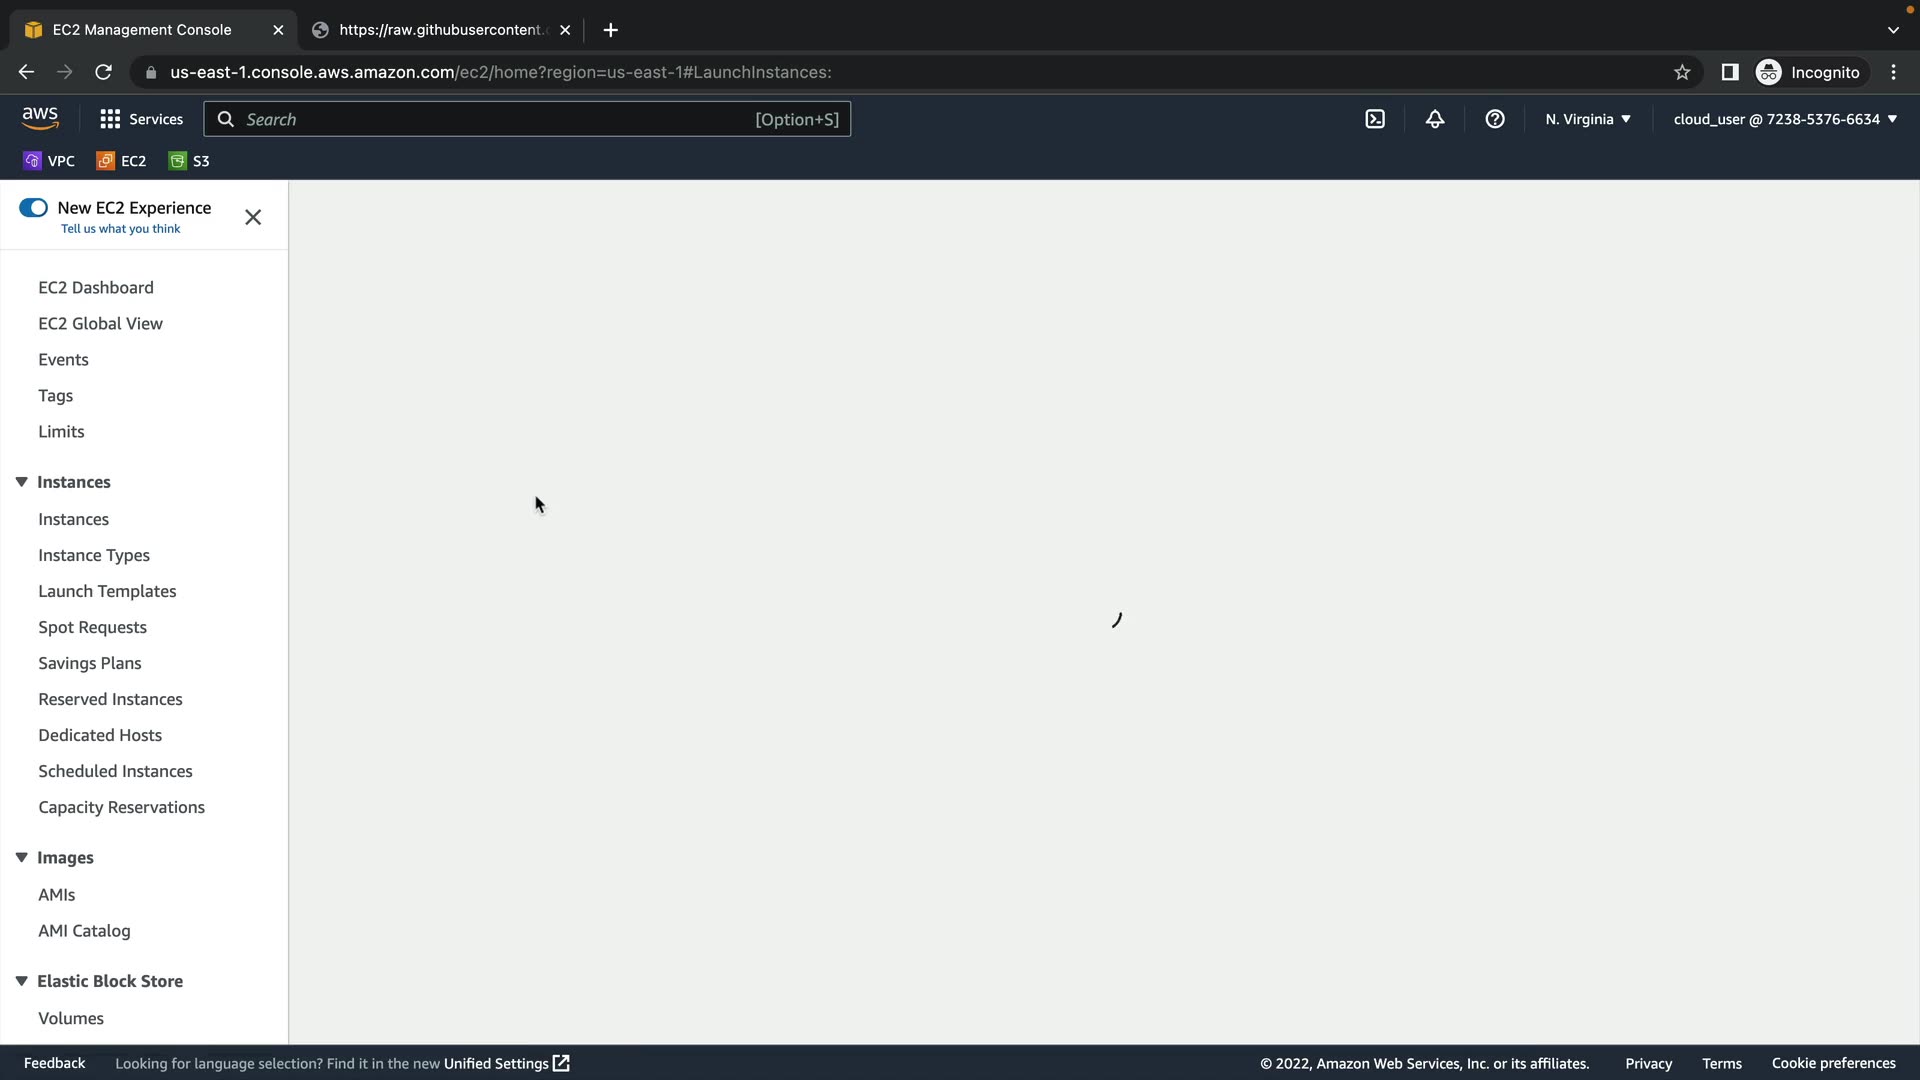 EC2 Management Console
https://raw.githubusercontent.c
us-east-1.console.aws.amazon.com/ec2/home?region=us-east-1#LaunchInstances:
Incognito
aws
Services
Search
[Option+S]
N. Virginia
cloud_user @ 7238-5376-6634
VPC
EC2
S3
New EC2 Experience
Tell us what you think
EC2 Dashboard
EC2 Global View
Events
Tags
Limits
Instances
Instances
Instance Types
Launch Templates
Spot Requests
Savings Plans
Reserved Instances
Dedicated Hosts
Scheduled Instances
Capacity Reservations
Images
AMIs
AMI Catalog
Elastic Block Store
Volumes
Feedback
Looking for language selection? Find it in the new Unified Settings
© 2022, Amazon Web Services, Inc. or its affiliates.
Privacy
Terms
Cookie preferences